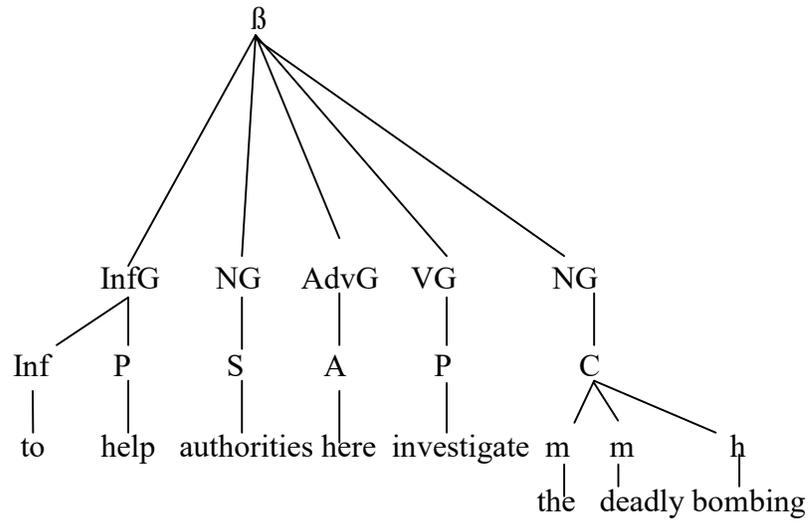 ß
InfG NG AdvG VG NG
Inf P S A P C
to help authorities here investigate m m h
the deadly bombing